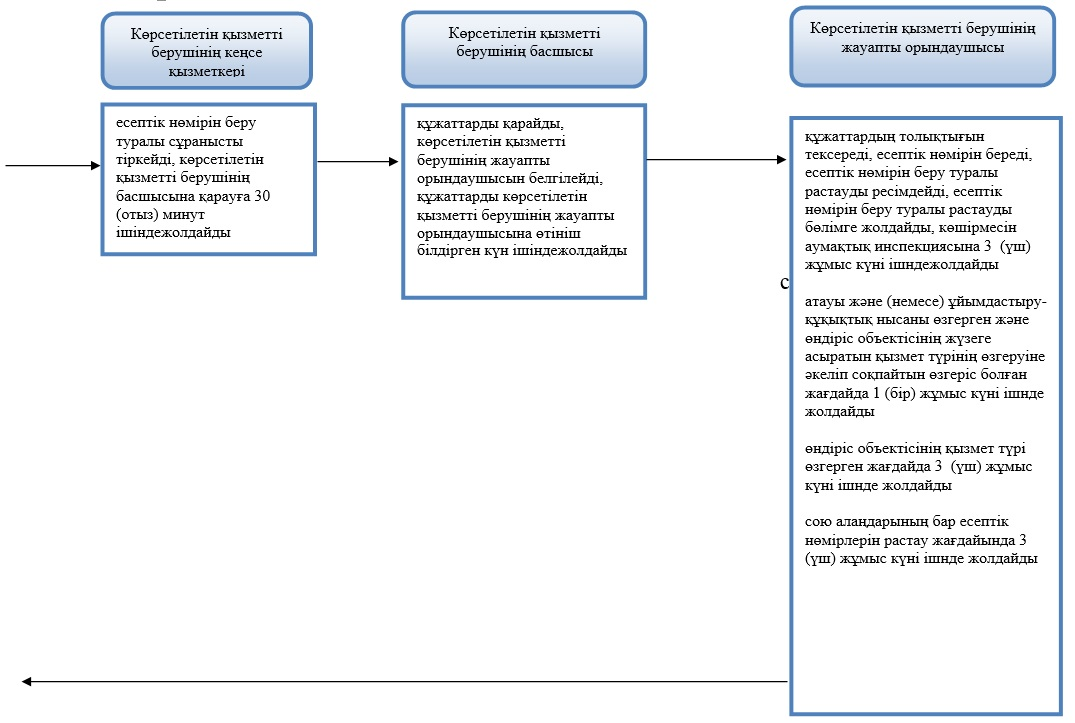 Көрсетілетін қызметті
берушінің кеңсе
қызметкері
Көрсетілетін қызметті
берушінің басшысы
Көрсетілетін қызметті берушінің
жауапты орындаушысы
есептік нөмірін беру
туралы сұранысты
тіркейді, көрсетілетін
қызметті берушінің
басшысына қарауға 30
(отыз) минут
ішіндежолдайды
құжаттарды қарайды,
көрсетілетін қызметті
берушінің жауапты
орындаушысын белгілейді,
құжаттарды көрсетілетін
қызметті берушінің жауапты
орындаушысына өтініш
білдірген күн ішіндежолдайды
құжаттардың толықтығын
тексереді, есептік нөмірін береді,
есептік нөмірін беру туралы
растауды ресімдейді, есептік
нөмірін беру туралы растауды
бөлімге жолдайды, көшірмесін
аумақтық инспекциясына 3 (үш)
жұмыс күні ішндежолдайды
с
атауы және (немесе) ұйымдастыру-
құқықтық нысаны өзгерген және
өндіріс объектісінің жүзеге
асыратын қызмет түрінің өзгеруіне
әкеліп соқпайтын өзгеріс болған
жағдайда 1 (бір) жұмыс күні ішнде
жолдайды
өндіріс объектісінің қызмет түрі
өзгерген жағдайда 3 (үш) жұмыс
күні ішнде жолдайды
сою алаңдарының бар есептік
нөмірлерін растау жағдайында 3
(үш) жұмыс күні ішнде жолдайды